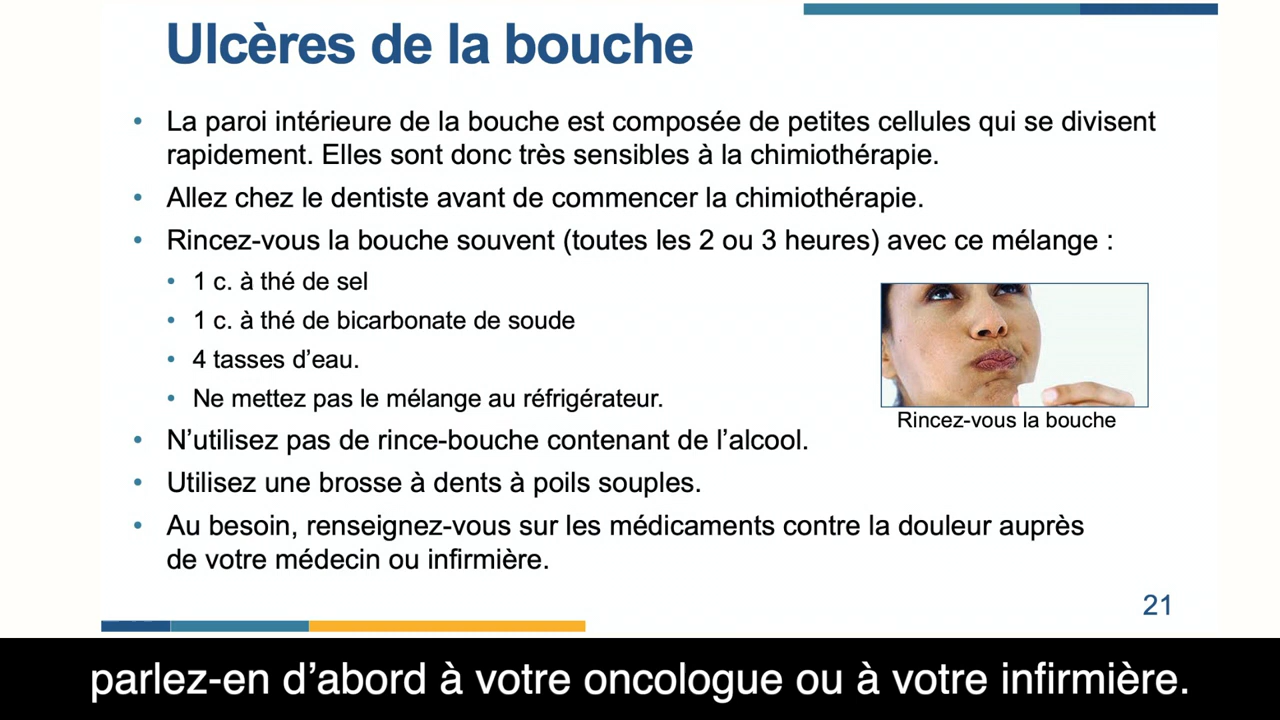 Ulcères de la bouche
• La paroi intérieure de la bouche est composée de petites cellules qui se divisent
rapidement. Elles sont donc très sensibles à la chimiothérapie.
• Allez chez le dentiste avant de commencer la chimiothérapie.
• Rincez-vous la bouche souvent (toutes les 2 ou 3 heures) avec ce mélange :
• 1 c. à thé de sel
• 1 c. à thé de bicarbonate de soude
• 4 tasses d’eau.
• Ne mettez pas le mélange au réfrigérateur.
Rincez-vous la bouche
• N’utilisez pas de rince-bouche contenant de l’alcool.
• Utilisez une brosse à dents à poils souples.
• Au besoin, renseignez-vous sur les médicaments contre la douleur auprès
de votre médecin ou infirmière.
21
parlez-en d’abord à votre oncologue ou à votre infirmière.